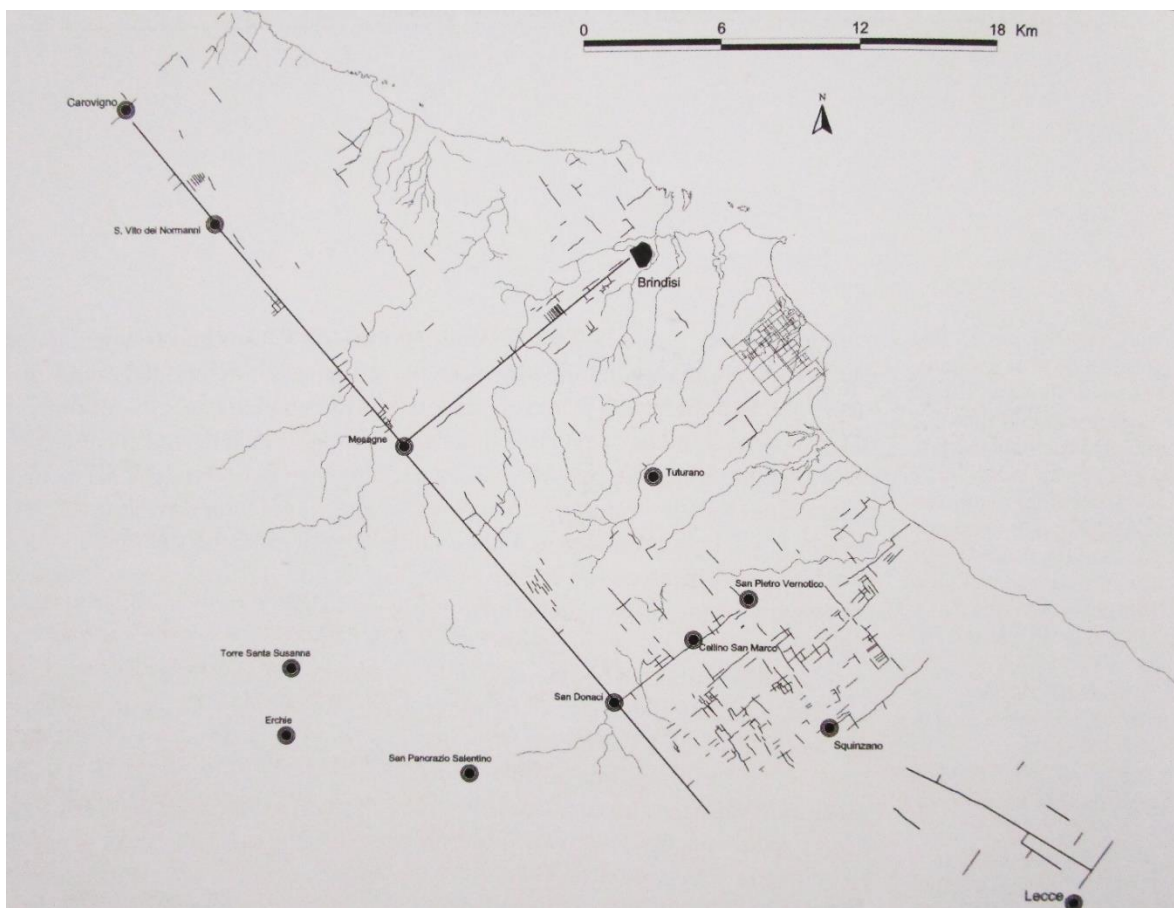 0 6 12 18 Km
Carovigno
N
S. Vito dei Normanni
Brindisi
Mesagne
Tuturano
San Pietro Vernotico
Cellino San Marco
Torre Santa Susanna
San Donaci
Erchie
Squinzano
San Pancrazio Salentino
Lecce